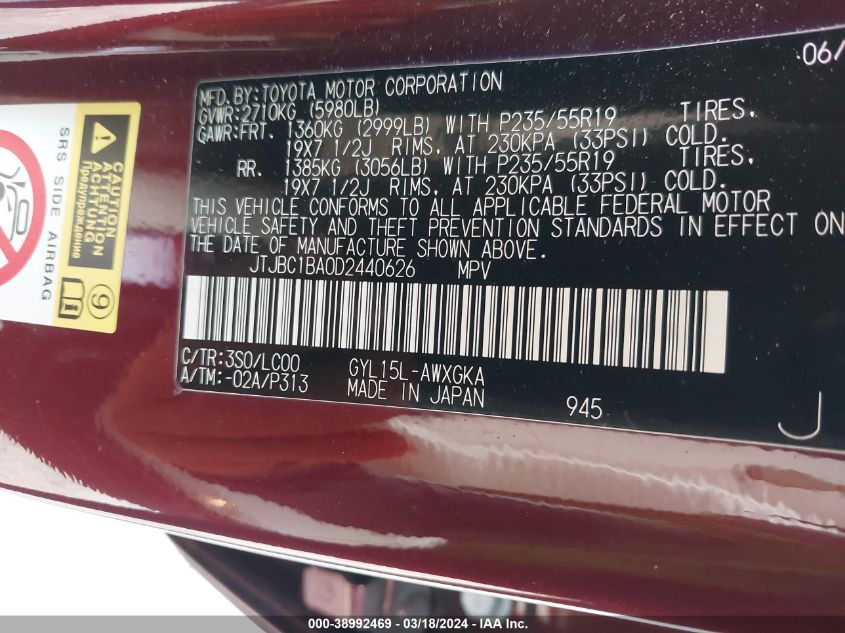 06/
MFD. BY: TOYOTA MOTOR CORPORATION
GVWR: 2710KG (5980LB)
GAWR: FRT. 1360KG (2999LB) WITH P235/55R19 TIRES,
19X7 1/2J RIMS, AT 230KPA (33PSI) COLD.
RR. 1385KG (3056LB) WITH P235/55R19 TIRES,
19X7 1/2J RIMS, AT 230KPA (33PSI) COLD.
THIS VEHICLE CONFORMS TO ALL APPLICABLE FEDERAL MOTOR
VEHICLE SAFETY AND THEFT PREVENTION STANDARDS IN EFFECT ON
THE DATE OF MANUFACTURE SHOWN ABOVE.
JTJBC1BA0D2440626 MPV
C/TR: 3S0/LC00 GYL15L-AWXGKA
A/TM: -02A/P313 MADE IN JAPAN 945
J
CAUTION
ACHTUNG
Предупреждение
SRS SIDE AIRBAG
9
000-38992469 - 03/18/2024 - IAA Inc.